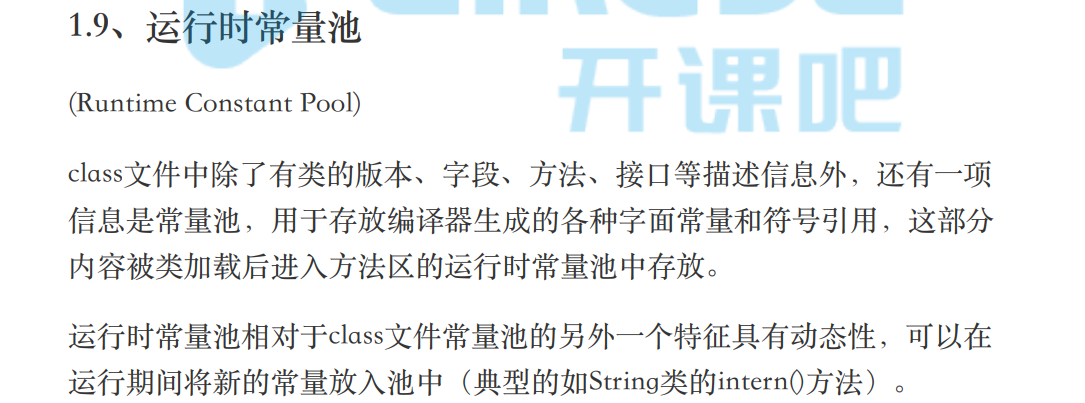 1.9、运行时常量池
开课吧
(Runtime Constant Pool)
class文件中除了有类的版本、字段、方法、接口等描述信息外，还有一项
信息是常量池，用于存放编译器生成的各种字面常量和符号引用，这部分
内容被类加载后进入方法区的运行时常量池中存放。
运行时常量池相对于class文件常量池的另外一个特征具有动态性，可以在
运行期间将新的常量放入池中（典型的如String类的intern()方法）。